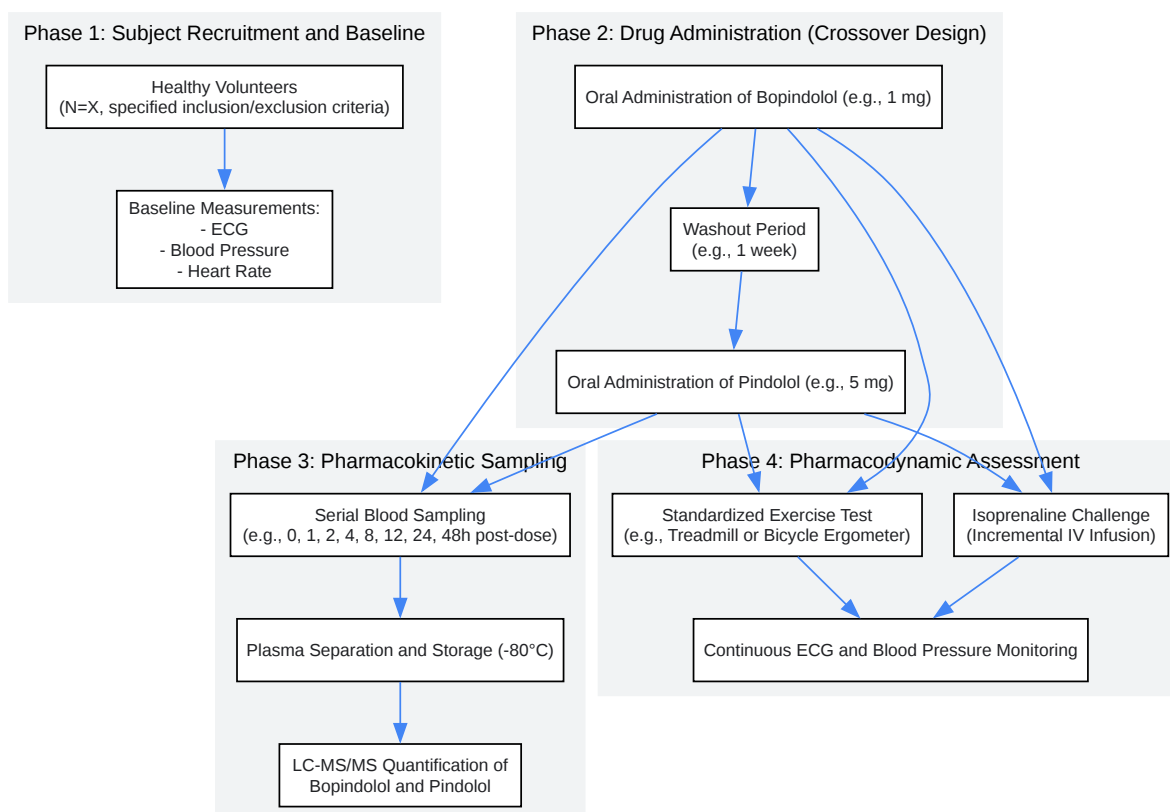 Phase 1: Subject Recruitment and Baseline
Healthy Volunteers
(N=X, specified inclusion/exclusion criteria)
Baseline Measurements:
- ECG
- Blood Pressure
- Heart Rate
Phase 2: Drug Administration (Crossover Design)
Oral Administration of Bopindolol (e.g., 1 mg)
Washout Period
(e.g., 1 week)
Oral Administration of Pindolol (e.g., 5 mg)
Phase 3: Pharmacokinetic Sampling
Serial Blood Sampling
(e.g., 0, 1, 2, 4, 8, 12, 24, 48h post-dose)
Plasma Separation and Storage (-80°C)
LC-MS/MS Quantification of
Bopindolol and Pindolol
Phase 4: Pharmacodynamic Assessment
Standardized Exercise Test
(e.g., Treadmill or Bicycle Ergometer)
Isoprenaline Challenge
(Incremental IV Infusion)
Continuous ECG and Blood Pressure Monitoring